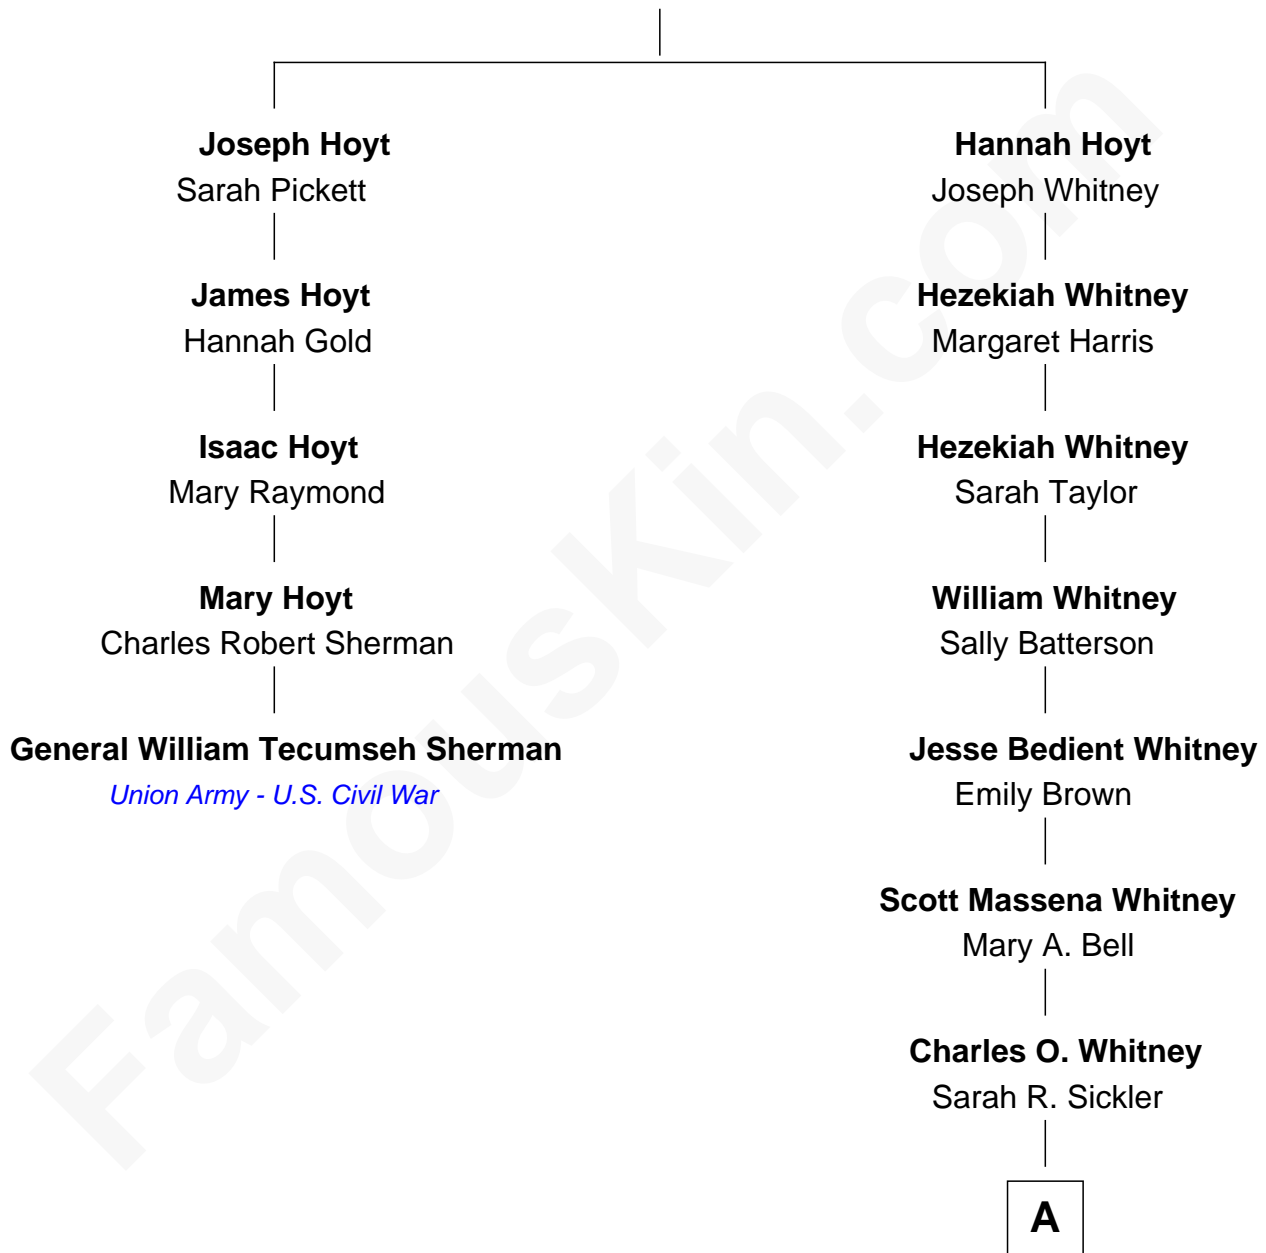 Joseph Hoyt
Sarah Pickett
James Hoyt
Hannah Gold
Isaac Hoyt
Mary Raymond
Mary Hoyt
Charles Robert Sherman
General William Tecumseh Sherman
Union Army - U.S. Civil War
Hannah Hoyt
Joseph Whitney
Hezekiah Whitney
Margaret Harris
Hezekiah Whitney
Sarah Taylor
William Whitney
Sally Batterson
Jesse Bedient Whitney
Emily Brown
Scott Massena Whitney
Mary A. Bell
Charles O. Whitney
Sarah R. Sickler
A
FamousKin.com